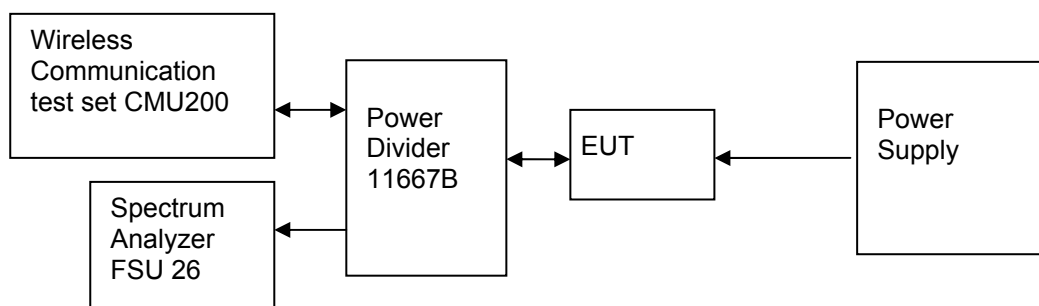 Wireless
Communication
test set CMU200
Power
Divider
11667B
EUT
Power
Supply
Spectrum
Analyzer
FSU 26